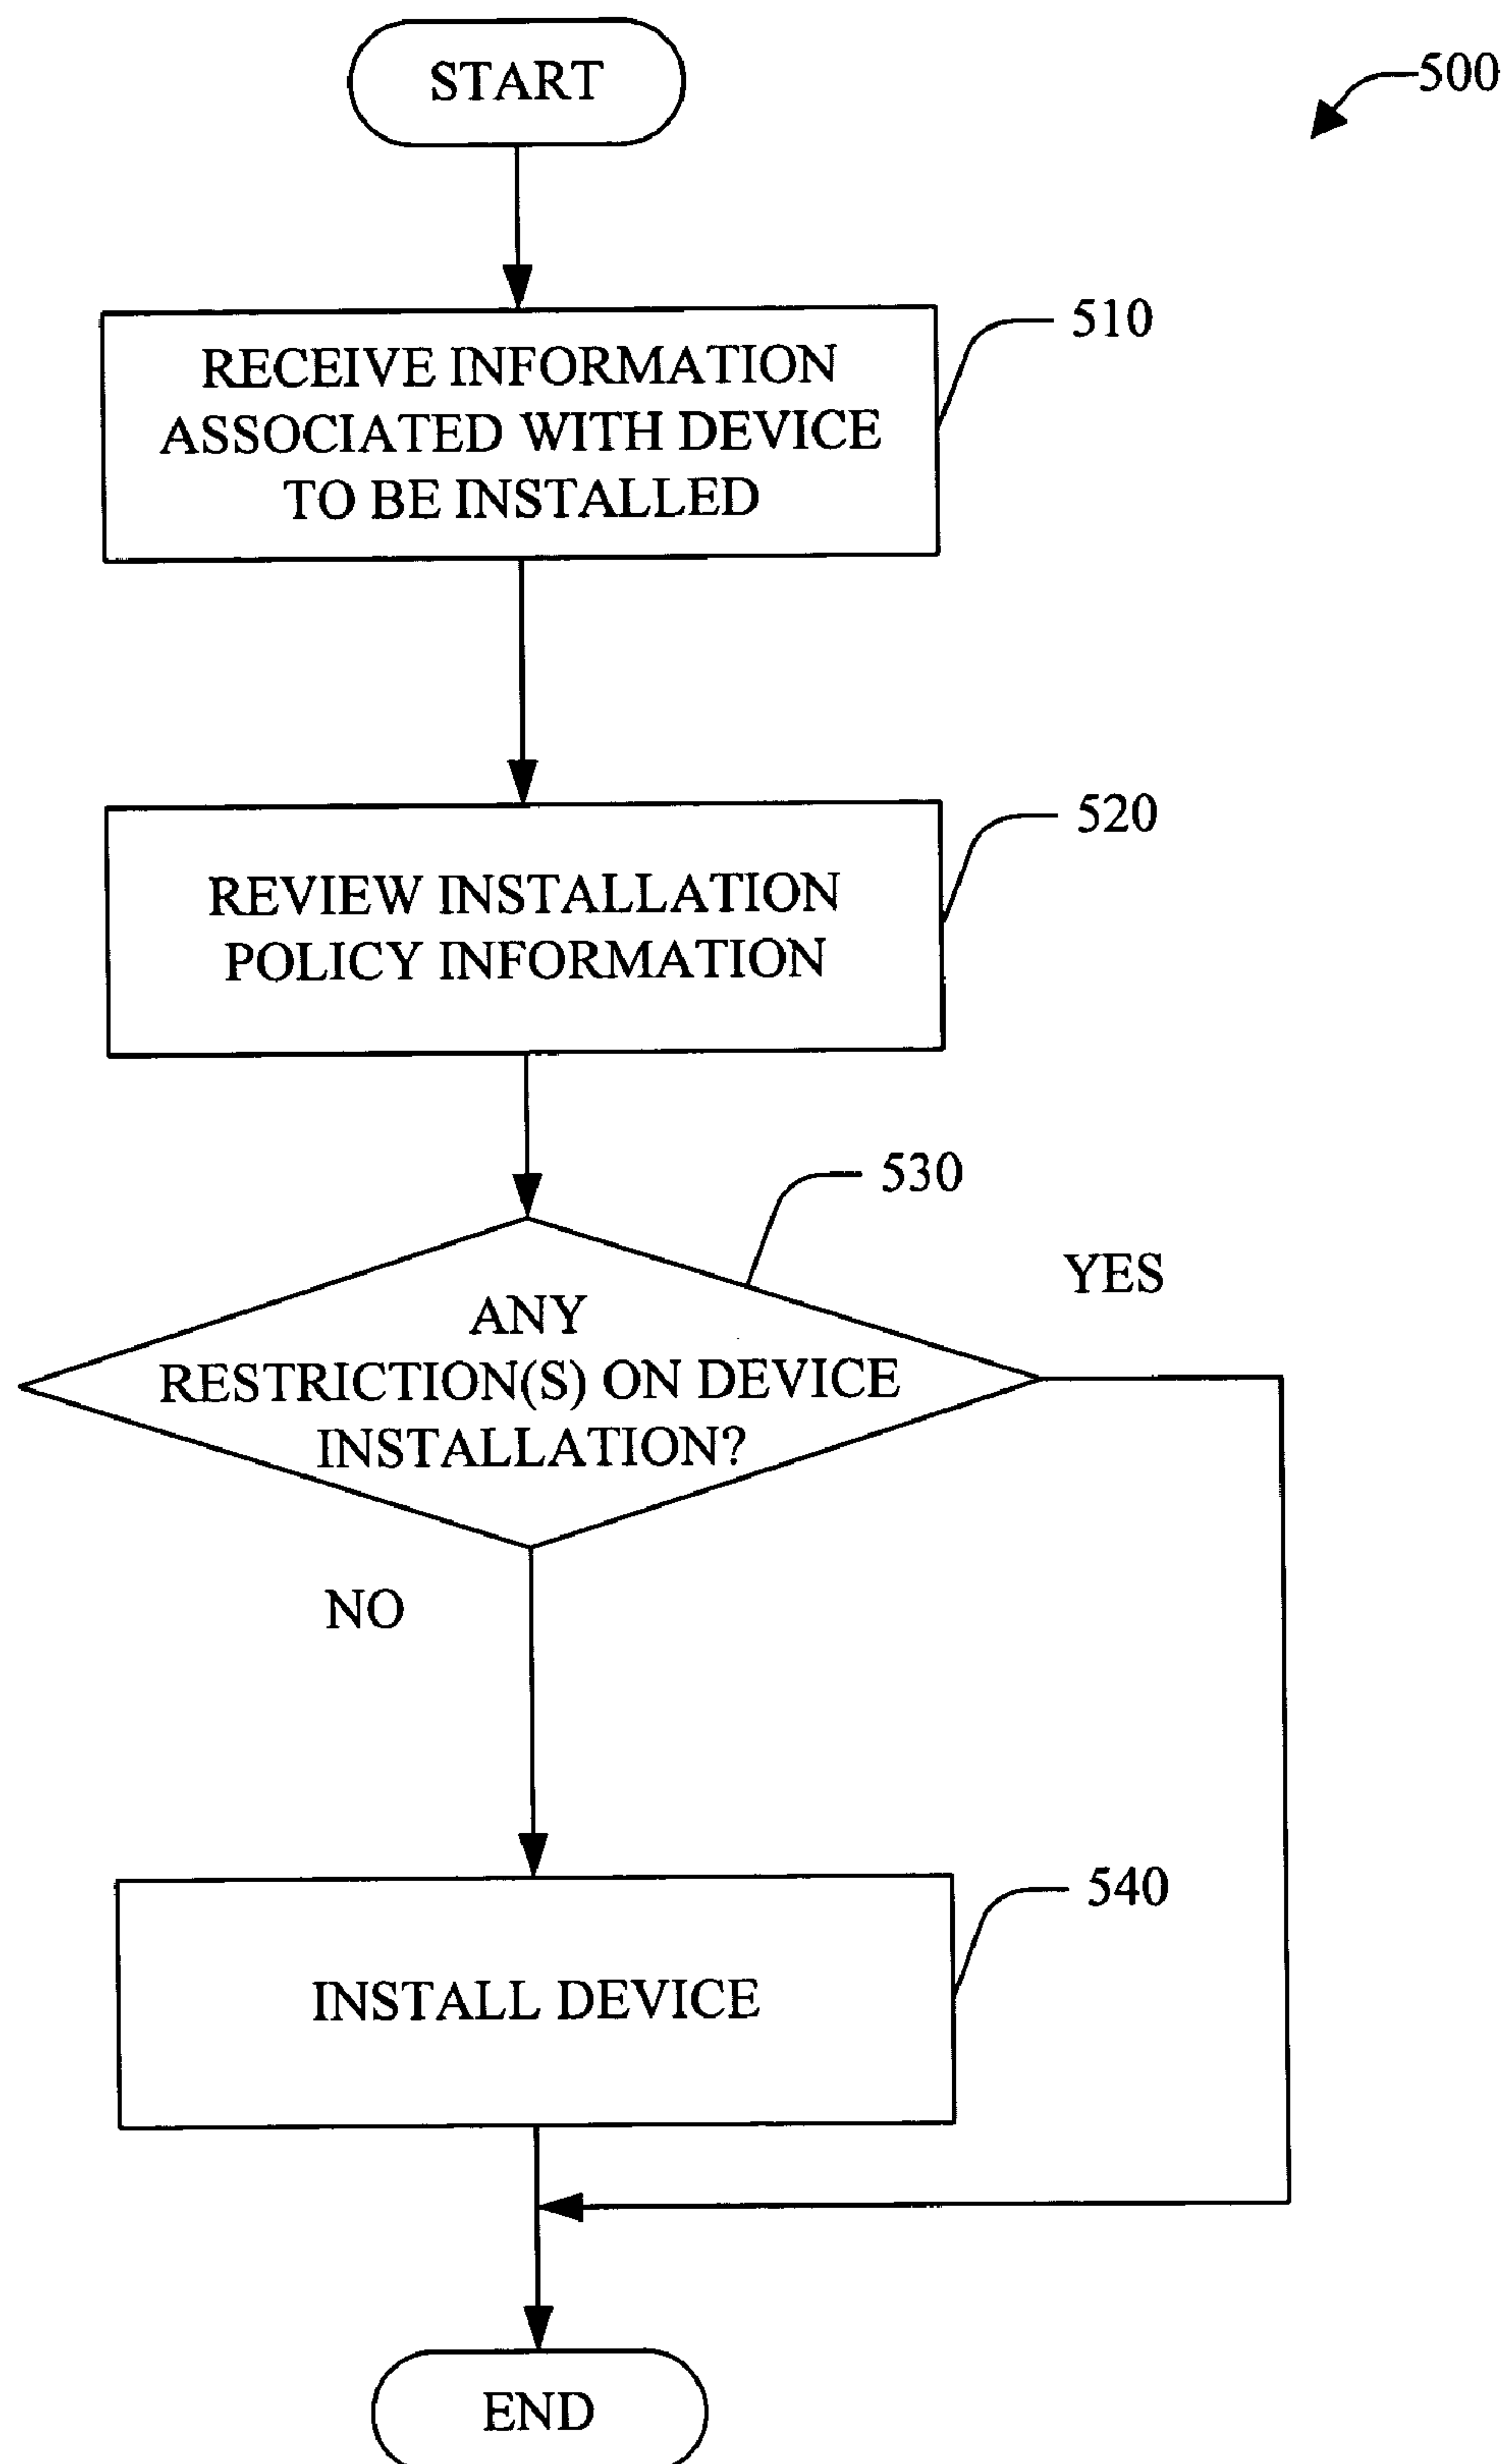 START
500
RECEIVE INFORMATION
ASSOCIATED WITH DEVICE
TO BE INSTALLED
510
REVIEW INSTALLATION
POLICY INFORMATION
520
530
ANY
RESTRICTION(S) ON DEVICE
INSTALLATION?
YES
NO
INSTALL DEVICE
540
END